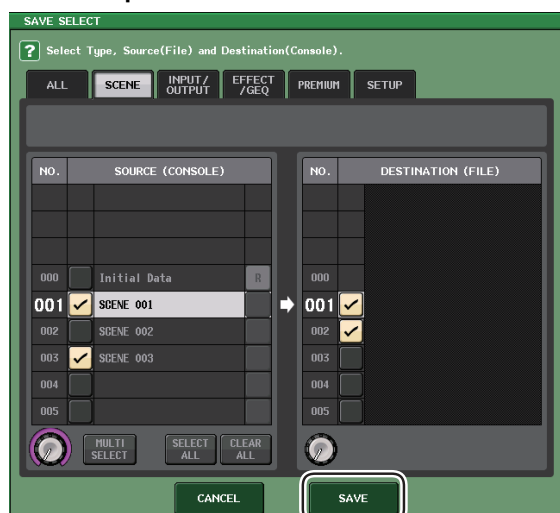 SAVE SELECT
? Select Type, Source(File) and Destination(Console).
ALL SCENE INPUT/OUTPUT EFFECT/GEQ PREMIUM SETUP
NO. SOURCE (CONSOLE) NO. DESTINATION (FILE)
000 Initial Data R 000
001 SCENE 001 001
002 SCENE 002 002
003 SCENE 003 003
004 004
005 005
MULTI SELECT SELECT ALL CLEAR ALL
CANCEL SAVE